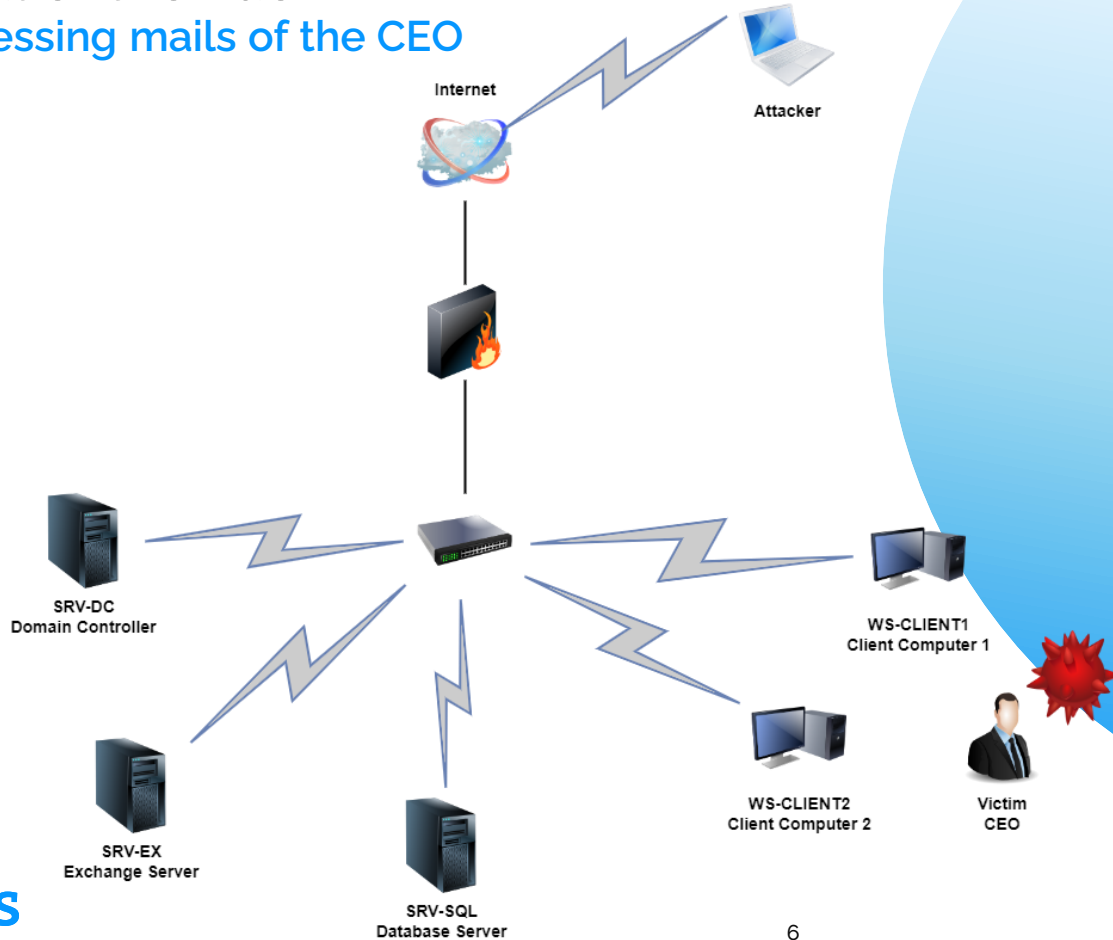 essing mails of the CEO
Internet
Attacker
SRV-DC
Domain Controller
WS-CLIENT1
Client Computer 1
WS-CLIENT2
Client Computer 2
Victim
CEO
SRV-EX
Exchange Server
SRV-SQL
Database Server
s
6